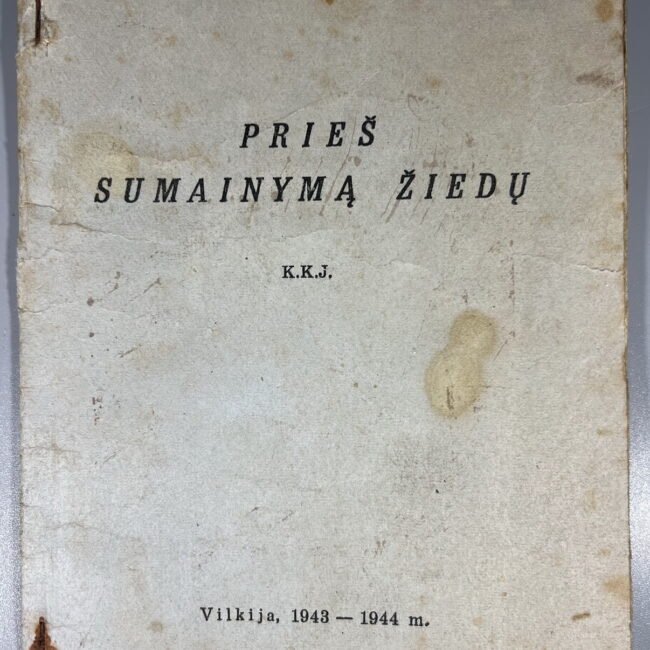 PRIEŠ
SUMAINYMĄ ŽIEDŲ
K.K.J.
Vilkija, 1943 — 1944 m.